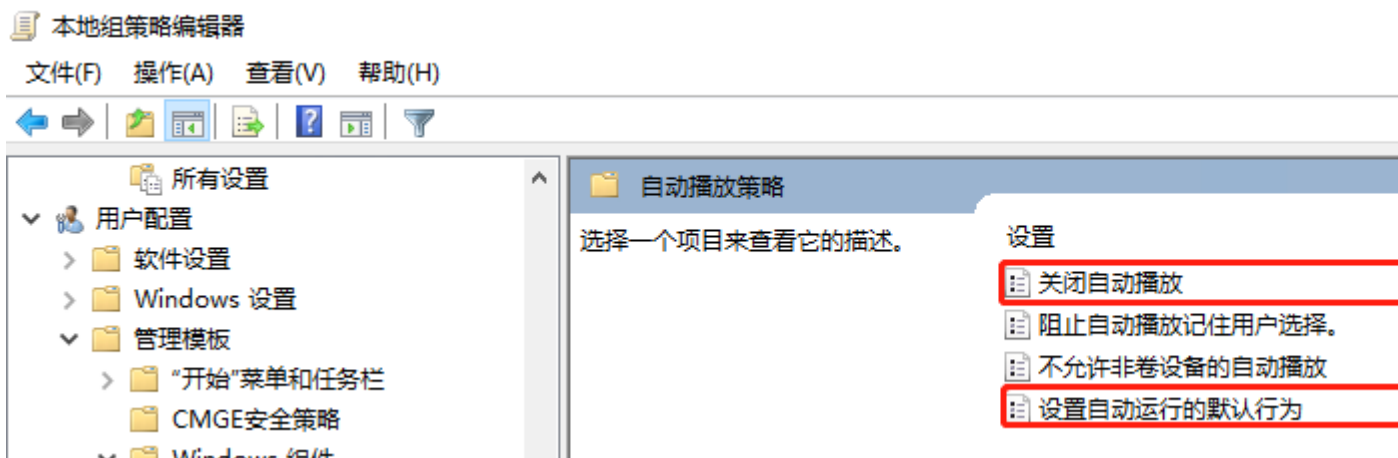 本地组策略编辑器
文件(F) 操作(A) 查看(V) 帮助(H)
所有设置
用户配置
软件设置
Windows 设置
管理模板
“开始”菜单和任务栏
CMGE安全策略
Windows 组件
自动播放策略
选择一个项目来查看它的描述。
设置
关闭自动播放
阻止自动播放记住用户选择。
不允许非卷设备的自动播放
设置自动运行的默认行为